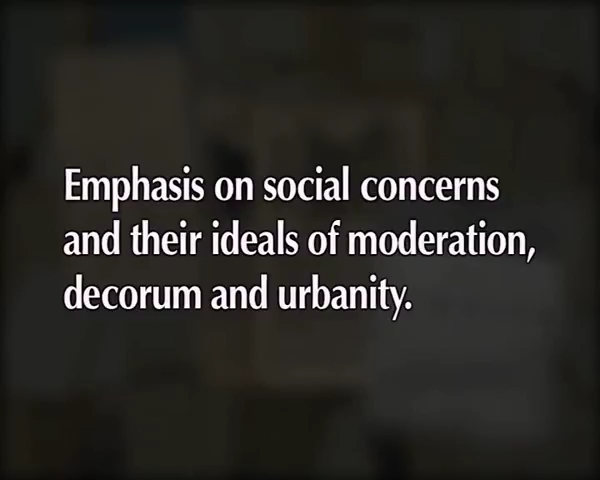 Emphasis on social concerns
and their ideals of moderation,
decorum and urbanity.